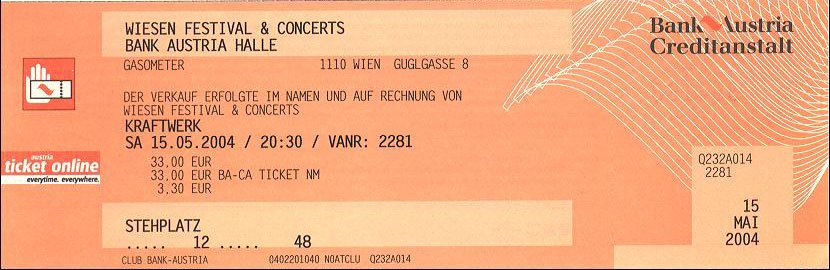 WIESEN FESTIVAL & CONCERTS
BANK AUSTRIA HALLE
GASOMETER 1110 WIEN GUGLGASSE 8
DER VERKAUF ERFOLGTE IM NAMEN UND AUF RECHNUNG VON
WIESEN FESTIVAL & CONCERTS
KRAFTWERK
SA 15.05.2004 / 20:30 / VANR: 2281
33,00 EUR
33,00 EUR BA-CA TICKET NM
3,30 EUR
STEHPLATZ
..... 12 ..... 48
CLUB BANK-AUSTRIA 0402201040 N0ATCLU Q232A014
austria
ticket online
everytime. everywhere.
Bank Austria
Creditanstalt
Q232A014
2281
15
MAI
2004